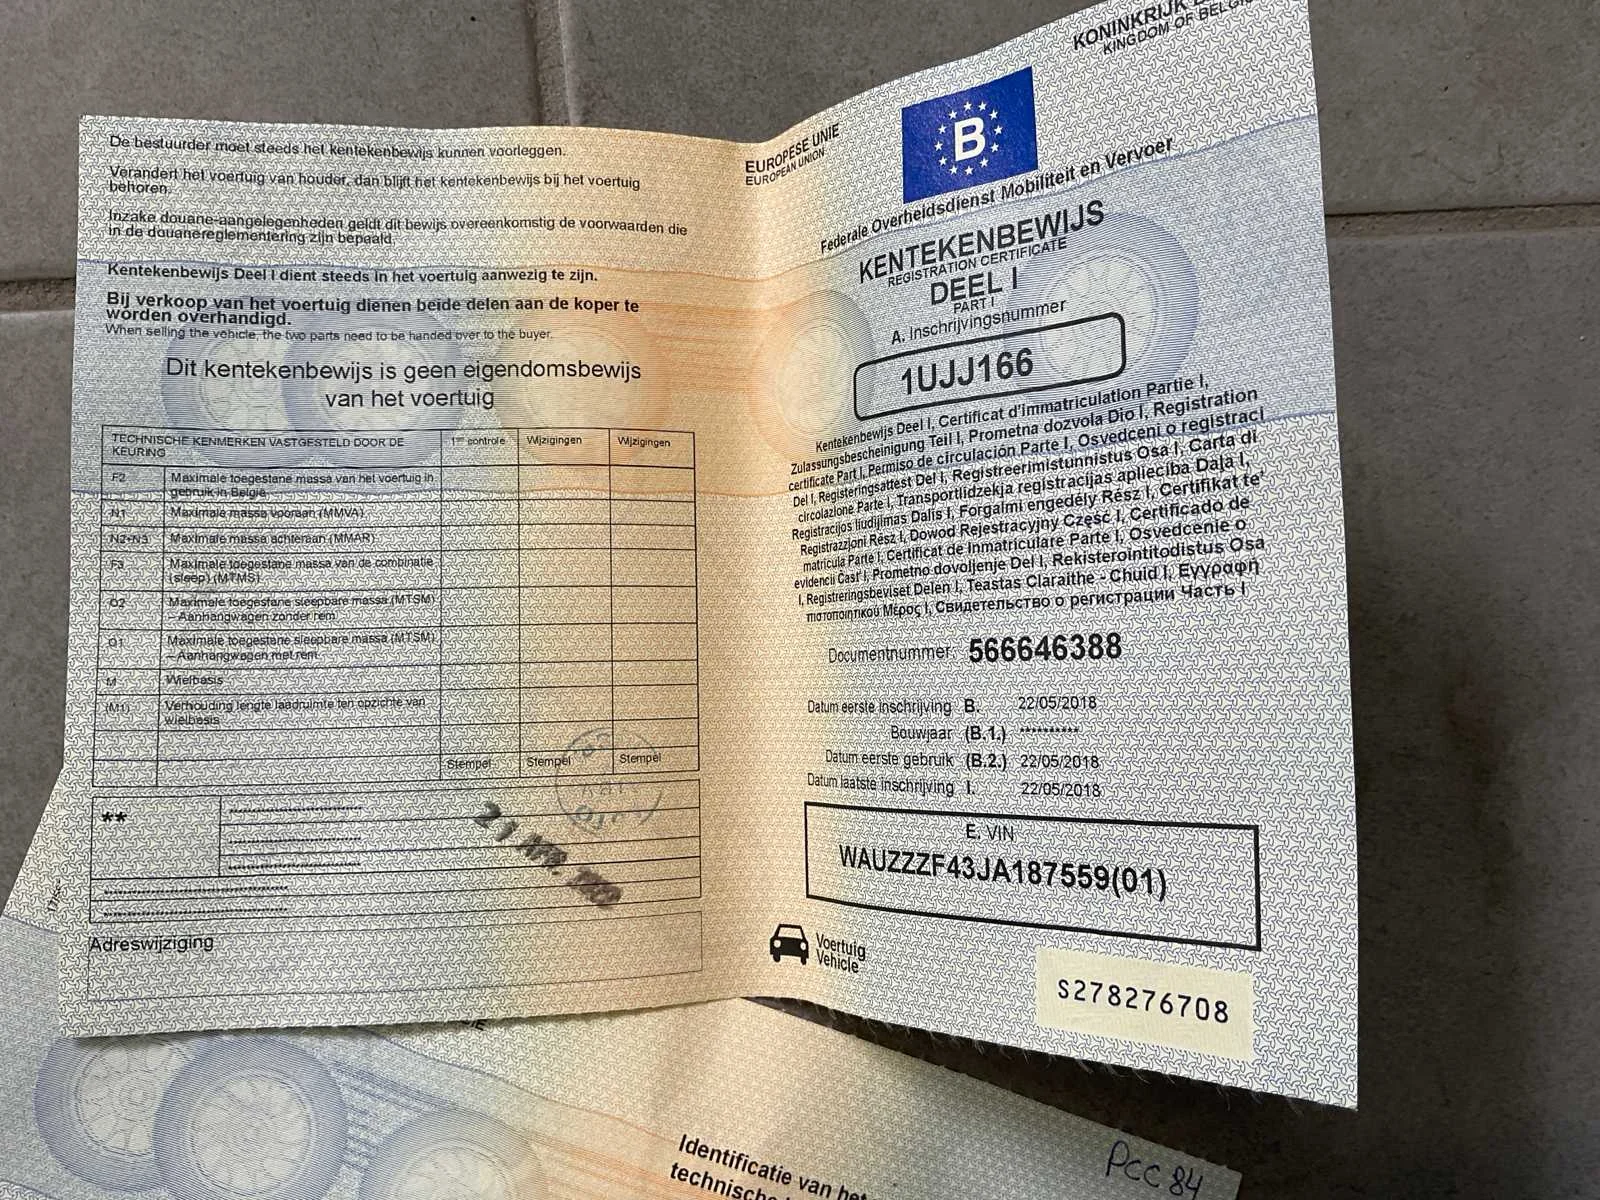 De bestuurder moet steeds het kentekenbewijs kunnen voorleggen.
Verandert het voertuig van houder, dan blijft het kentekenbewijs bij het voertuig
behoren.
Inzake douane-aangelegenheden geldt dit bewijs overeenkomstig de voorwaarden die
in de douanereglementering zijn bepaald.
Kentekenbewijs Deel I dient steeds in het voertuig aanwezig te zijn.
Bij verkoop van het voertuig dienen beide delen aan de koper te
worden overhandigd.
When selling the vehicle, the two parts need to be handed over to the buyer.
Dit kentekenbewijs is geen eigendomsbewijs
van het voertuig
TECHNISCHE KENMERKEN VASTGESTELD DOOR DE
KEURING
1ste controle
Wijzigingen
Wijzigingen
F2 Maximale toegestane massa van het voertuig in
gebruik in België
N1 Maximale massa vooraan (MMVA)
N2+N3 Maximale massa achteraan (MMAR)
F3 Maximale toegestane massa van de combinatie
(sleep) (MTMS)
O2 Maximale toegestane sleepbare massa (MTSM)
– Aanhangwagen zonder rem
O1 Maximale toegestane sleepbare massa (MTSM)
– Aanhangwagen met rem
M Wielbasis
(M1) Verhouding lengte laadruimte ten opzichte van
wielbasis
Stempel Stempel Stempel
**
Adreswijziging
EUROPESE UNIE
EUROPEAN UNION
KONINKRIJK
KINGDOM OF
B
Federale Overheidsdienst Mobiliteit en Vervoer
KENTEKENBEWIJS
REGISTRATION CERTIFICATE
DEEL I
PART I
A. Inschrijvingsnummer
1UJJ166
Kentekenbewijs Deel I, Certificat d'immatriculation Partie I,
Zulassungsbescheinigung Teil I, Prometna dozvola Dio I, Registration
certificate Part I, Permiso de circulación Parte I, Osvedcení o registraci
Del I, Registreringsattest Del I, Registreerimistunnistus Osa I, Carta di
circolazione Parte I, Transportlidzekja registracijas aplieciba Daļa I,
Registracijos liudijimas Dalis I, Forgalmi engedély Rész I, Certifikat te'
Registrazzjoni Rész I, Dowod Rejestracyjny Część I, Certificado de
matrícula Parte I, Certificat de Inmatriculare Parte I, Osvedcenie o
evidencii Čast' I, Prometno dovoljenje Del I, Rekisterointitodistus Osa
I, Registreringsbeviset Delen I, Teastas Claraithe - Chuid I, Εγγραφή
πιστοποιητικού Μέρος I, Свидетельство о регистрации Часть I
Documentnummer: 566646388
Datum eerste inschrijving B. 22/05/2018
Bouwjaar (B.1.) **********
Datum eerste gebruik (B.2.) 22/05/2018
Datum laatste inschrijving I. 22/05/2018
E. VIN
WAUZZZF43JA187559(01)
Voertuig
Vehicle
S278276708
Identificatie van het
technische
PCC 84